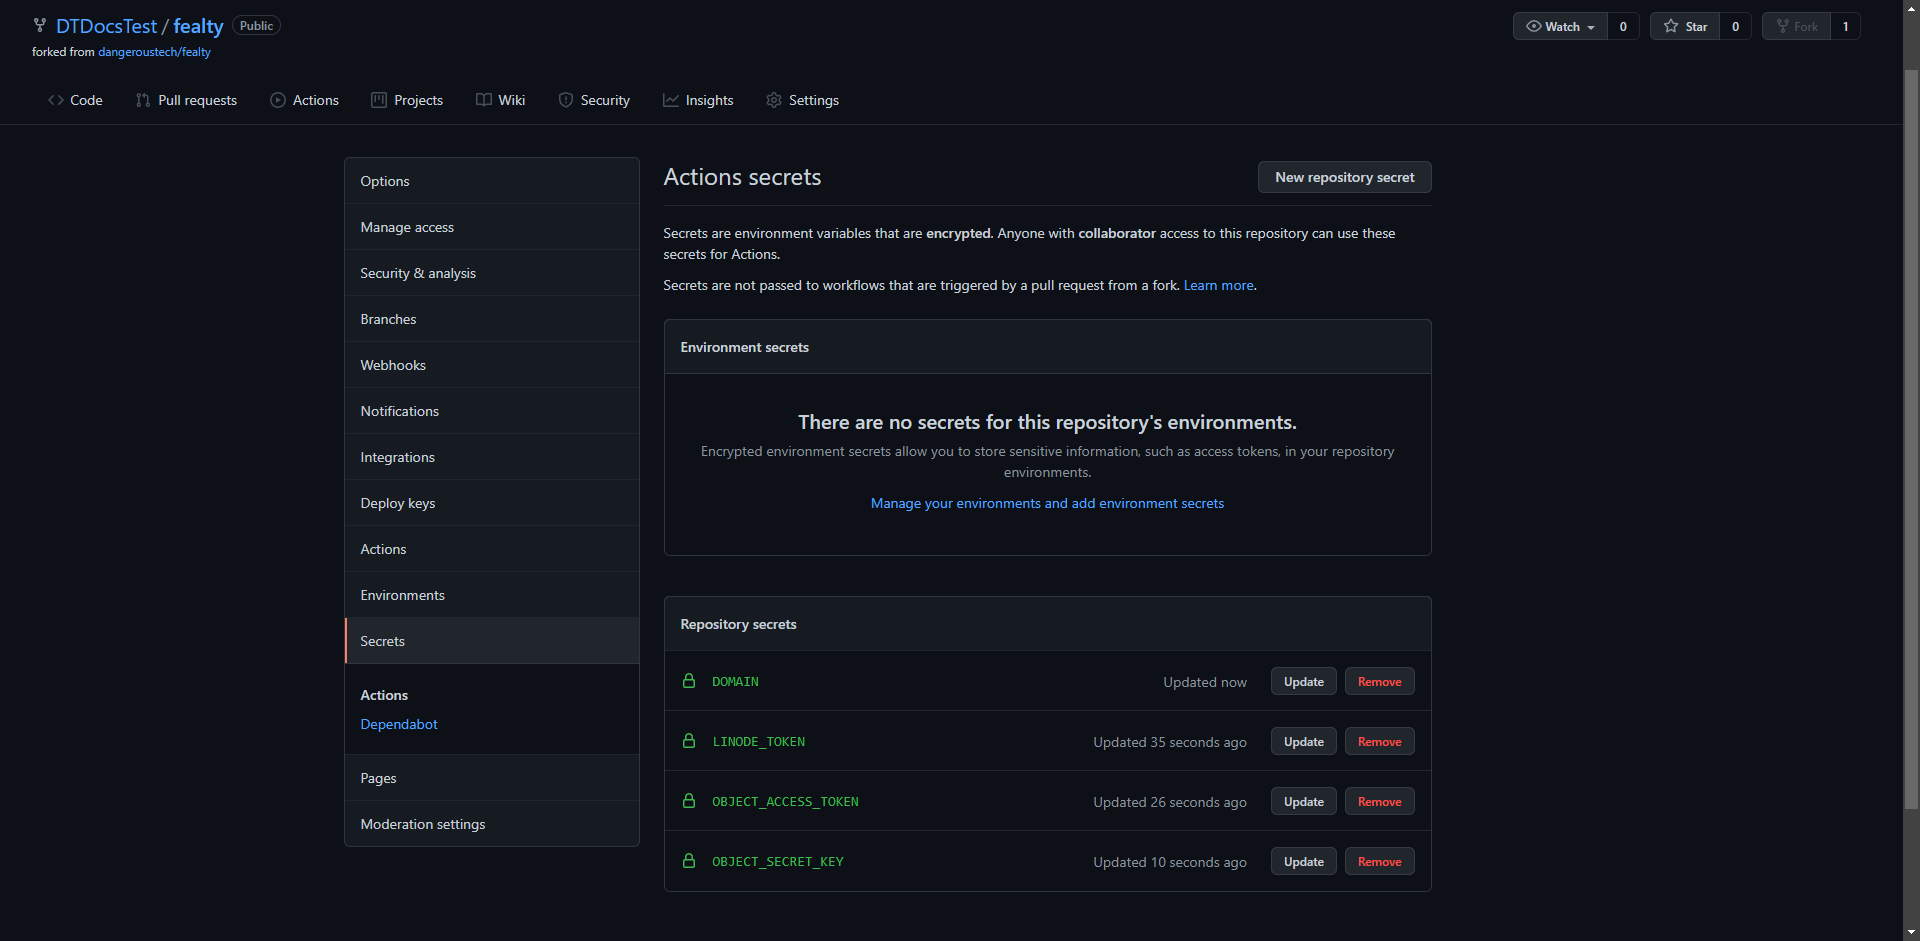 DTDocsTest / fealty Public
Watch 0 Star 0 Fork 1
forked from dangeroustech/fealty
Code Pull requests Actions Projects Wiki Security Insights Settings
Options
Manage access
Security & analysis
Branches
Webhooks
Notifications
Integrations
Deploy keys
Actions
Environments
Secrets
Actions
Dependabot
Pages
Moderation settings
Actions secrets
New repository secret
Secrets are environment variables that are encrypted. Anyone with collaborator access to this repository can use these
secrets for Actions.
Secrets are not passed to workflows that are triggered by a pull request from a fork. Learn more.
Environment secrets
There are no secrets for this repository's environments.
Encrypted environment secrets allow you to store sensitive information, such as access tokens, in your repository
environments.
Manage your environments and add environment secrets
Repository secrets
DOMAIN Updated now Update Remove
LINODE_TOKEN Updated 35 seconds ago Update Remove
OBJECT_ACCESS_TOKEN Updated 26 seconds ago Update Remove
OBJECT_SECRET_KEY Updated 10 seconds ago Update Remove